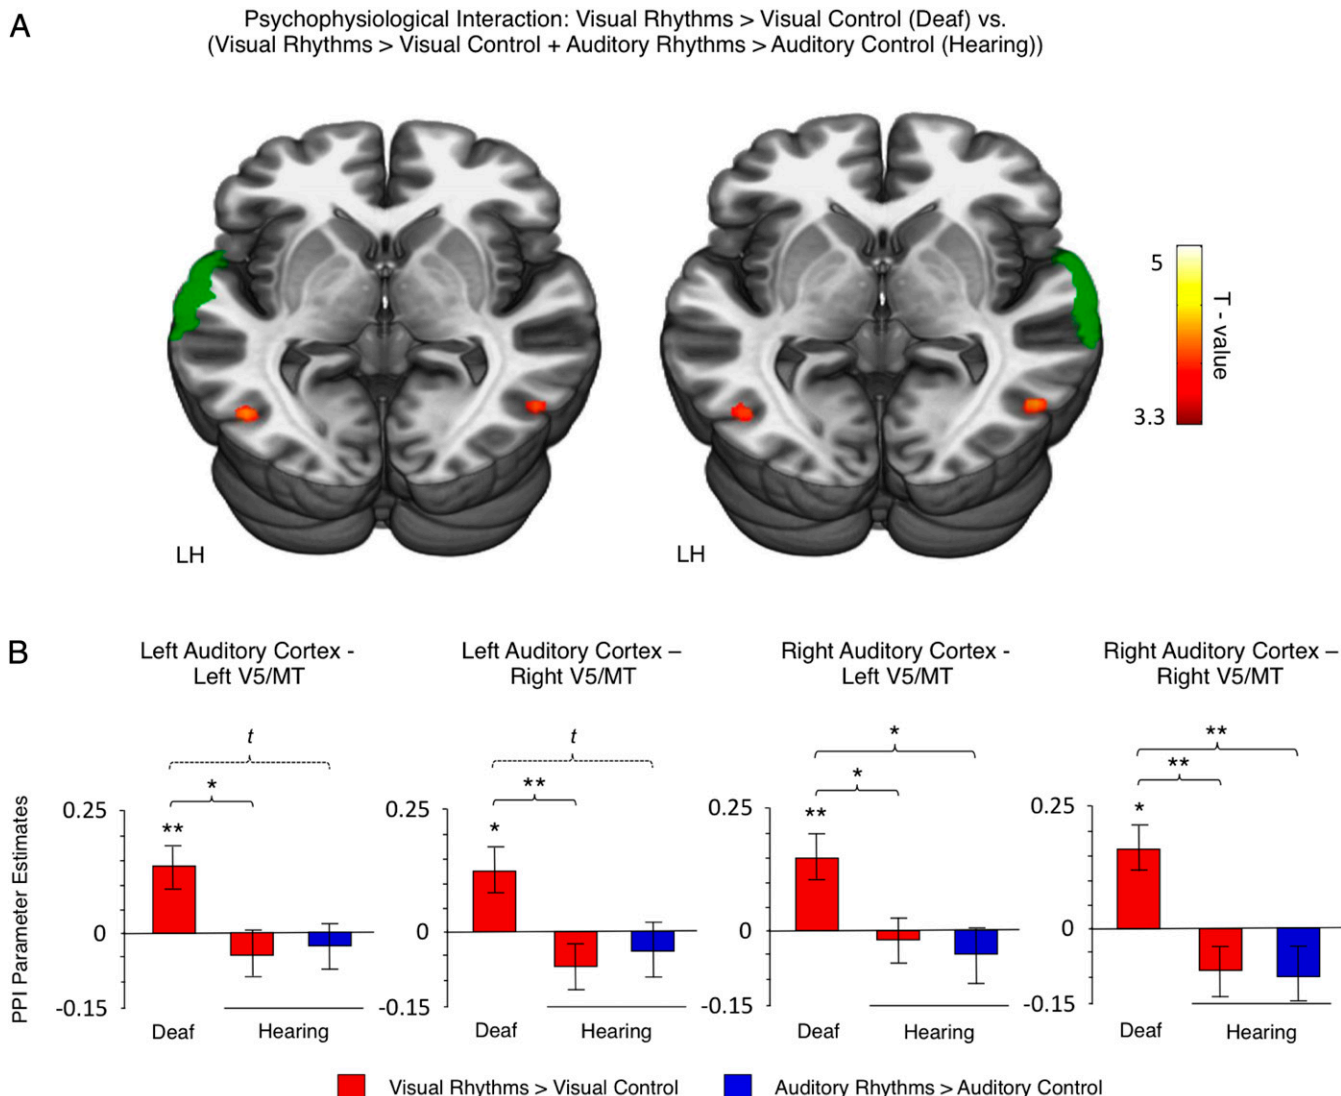 A
Psychophysiological Interaction: Visual Rhythms > Visual Control (Deaf) vs.
(Visual Rhythms > Visual Control + Auditory Rhythms > Auditory Control (Hearing))
5
T - value
3.3
LH
LH
B
Left Auditory Cortex -
Left V5/MT
Left Auditory Cortex –
Right V5/MT
Right Auditory Cortex -
Left V5/MT
Right Auditory Cortex –
Right V5/MT
PPI Parameter Estimates
t
*
**
0.25
0
-0.15
Deaf
Hearing
t
**
*
0.25
0
-0.15
Deaf
Hearing
*
*
**
0.25
0
-0.15
Deaf
Hearing
**
**
*
0.25
0
-0.15
Deaf
Hearing
Visual Rhythms > Visual Control
Auditory Rhythms > Auditory Control